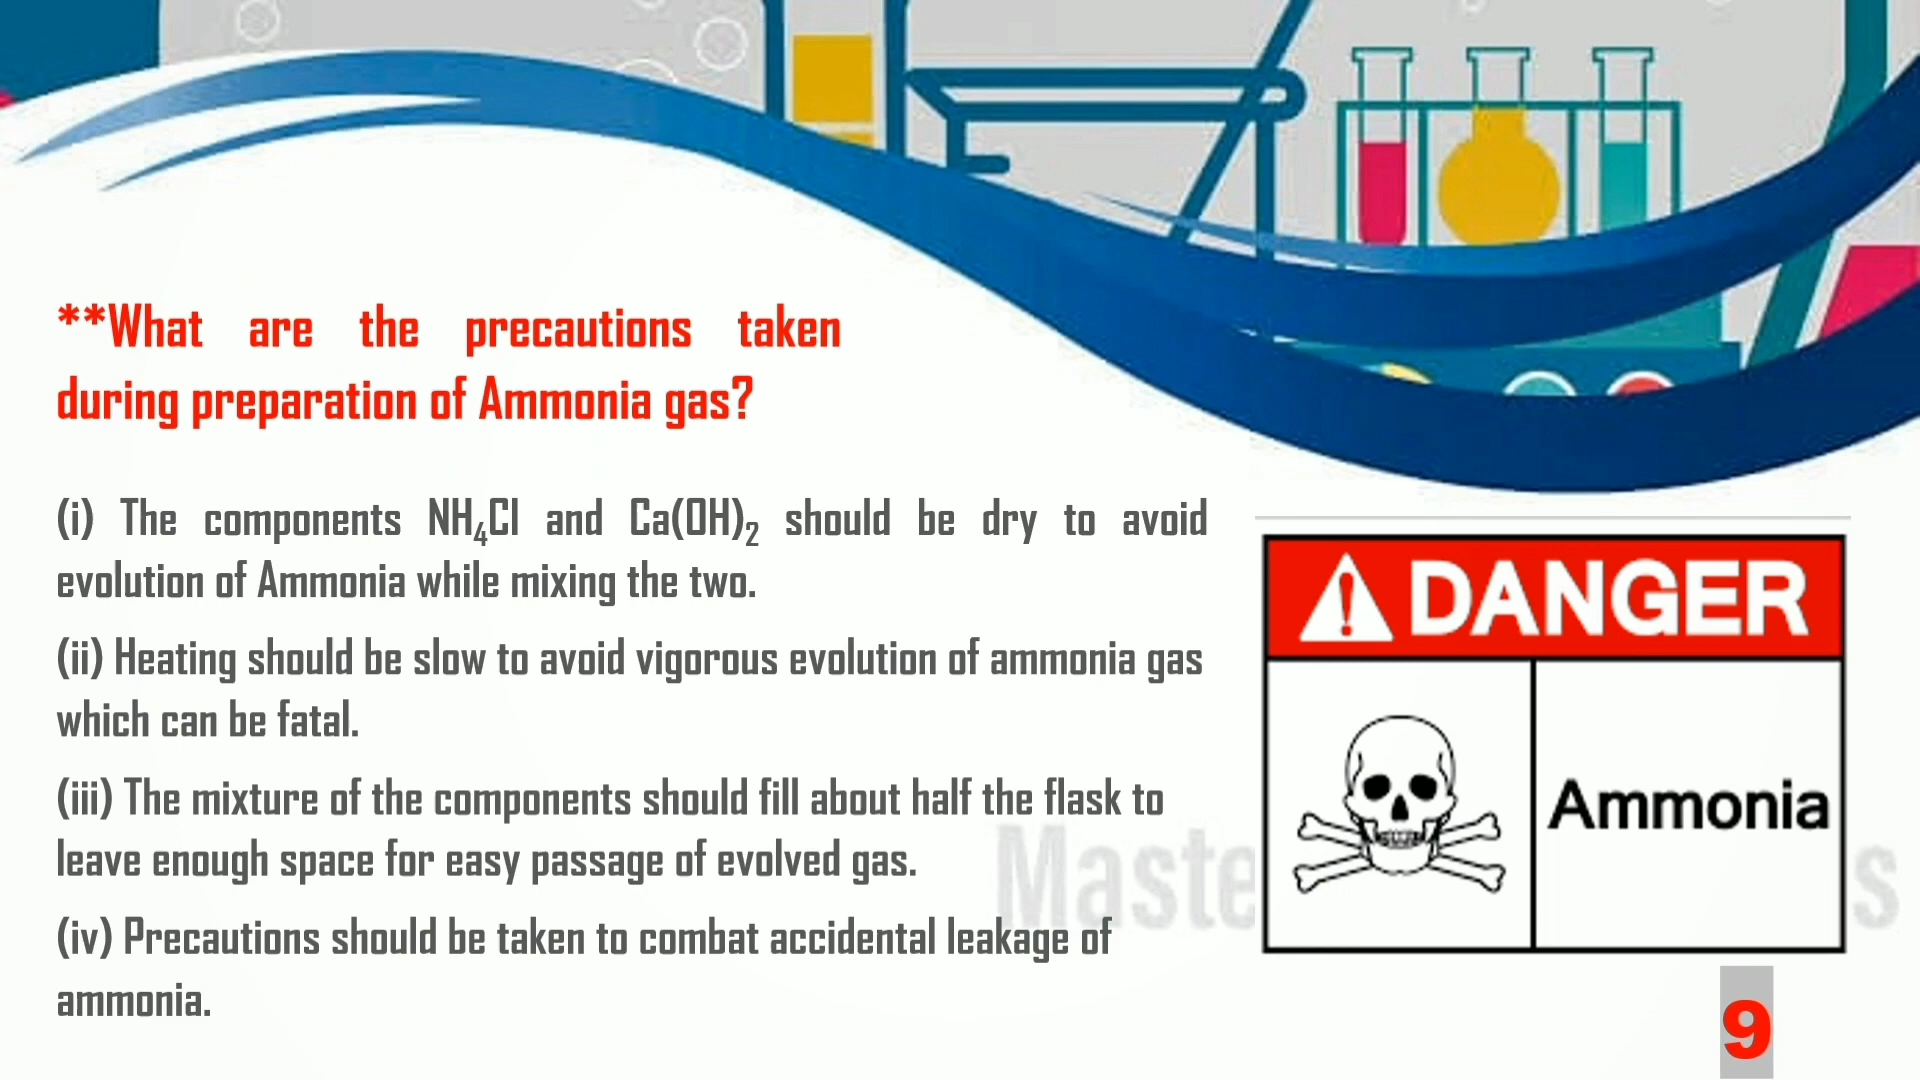 **What are the precautions taken
during preparation of Ammonia gas?
(i) The components NH₄Cl and Ca(OH)₂ should be dry to avoid
evolution of Ammonia while mixing the two.
(ii) Heating should be slow to avoid vigorous evolution of ammonia gas
which can be fatal.
(iii) The mixture of the components should fill about half the flask to
leave enough space for easy passage of evolved gas.
(iv) Precautions should be taken to combat accidental leakage of
ammonia.
DANGER
Ammonia
9